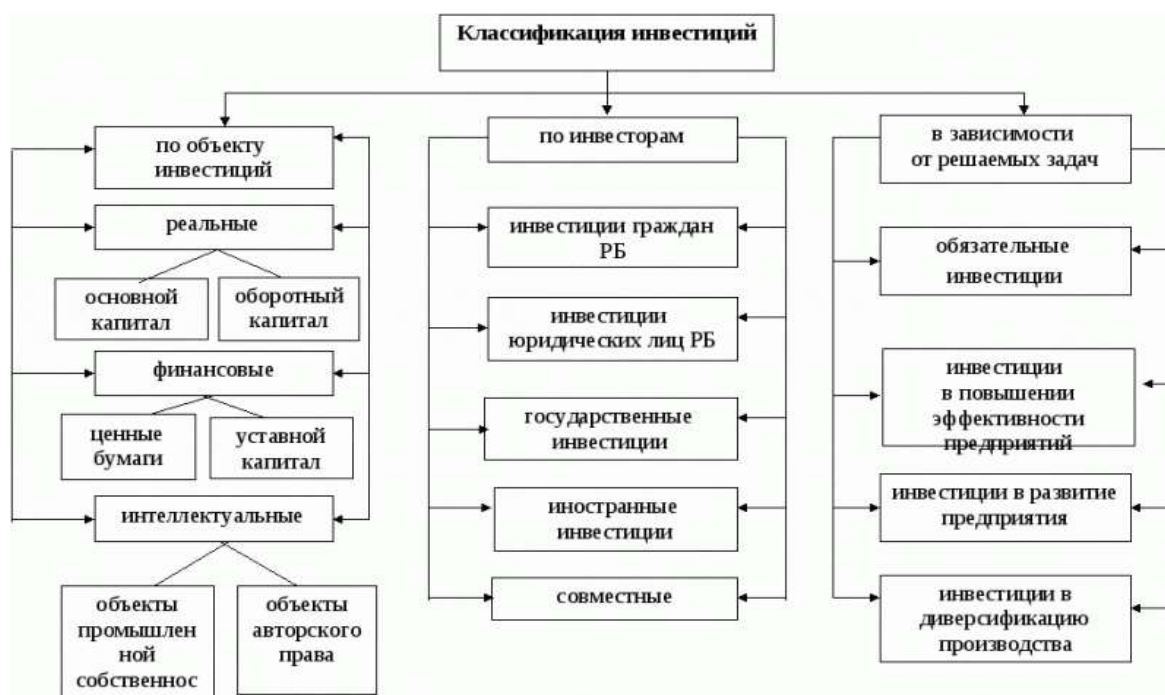 Классификация инвестиций
по объекту
инвестиций
реальные
основной
капитал
оборотный
капитал
финансовые
ценные
бумаги
уставной
капитал
интеллектуальные
объекты
промышлен
ной
собственнос
объекты
авторского
права
по инвесторам
инвестиции граждан
РБ
инвестиции
юридических лиц РБ
государственные
инвестиции
иностранные
инвестиции
совместные
в зависимости
от решаемых задач
обязательные
инвестиции
инвестиции
в повышении
эффективности
предприятий
инвестиции в развитие
предприятия
инвестиции в
диверсификацию
производства